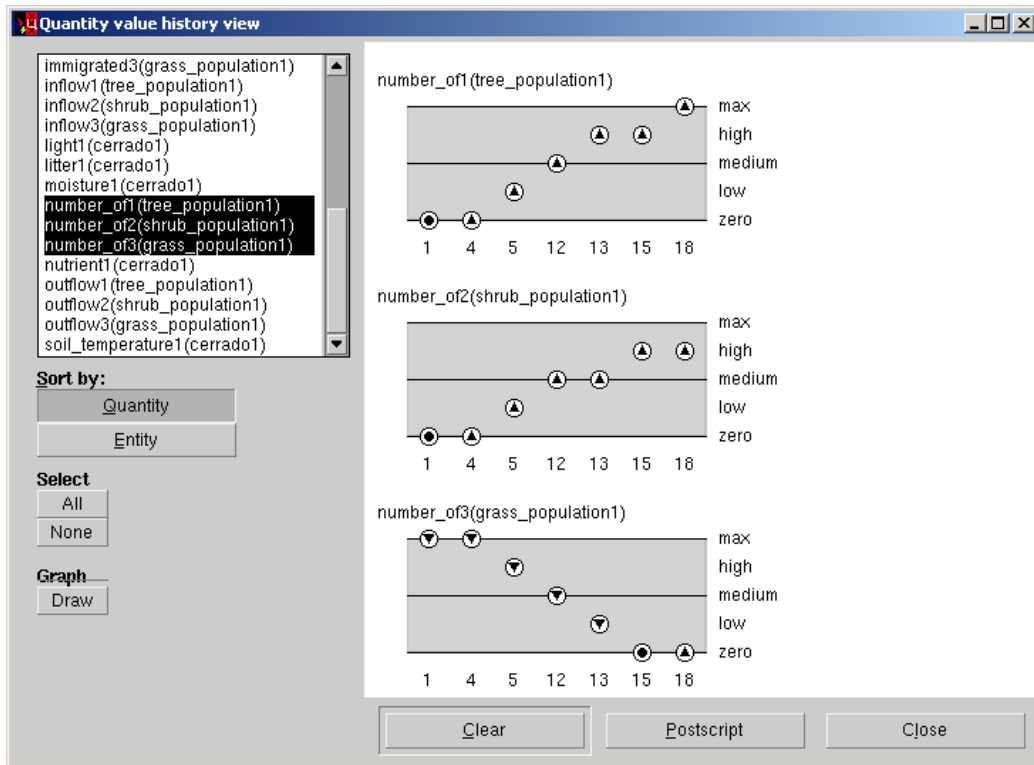 Quantity value history view
immigrated3(grass_population1)
inflow1(tree_population1)
inflow2(shrub_population1)
inflow3(grass_population1)
light1(cerrado1)
litter1(cerrado1)
moisture1(cerrado1)
number_of1(tree_population1)
number_of2(shrub_population1)
number_of3(grass_population1)
nutrient1(cerrado1)
outflow1(tree_population1)
outflow2(shrub_population1)
outflow3(grass_population1)
soil_temperature1(cerrado1)
Sort by:
Quantity
Entity
Select
All
None
Graph
Draw
number_of1(tree_population1)
max
high
medium
low
zero
1 4 5 12 13 15 18
number_of2(shrub_population1)
max
high
medium
low
zero
1 4 5 12 13 15 18
number_of3(grass_population1)
max
high
medium
low
zero
1 4 5 12 13 15 18
Clear Postscript Close